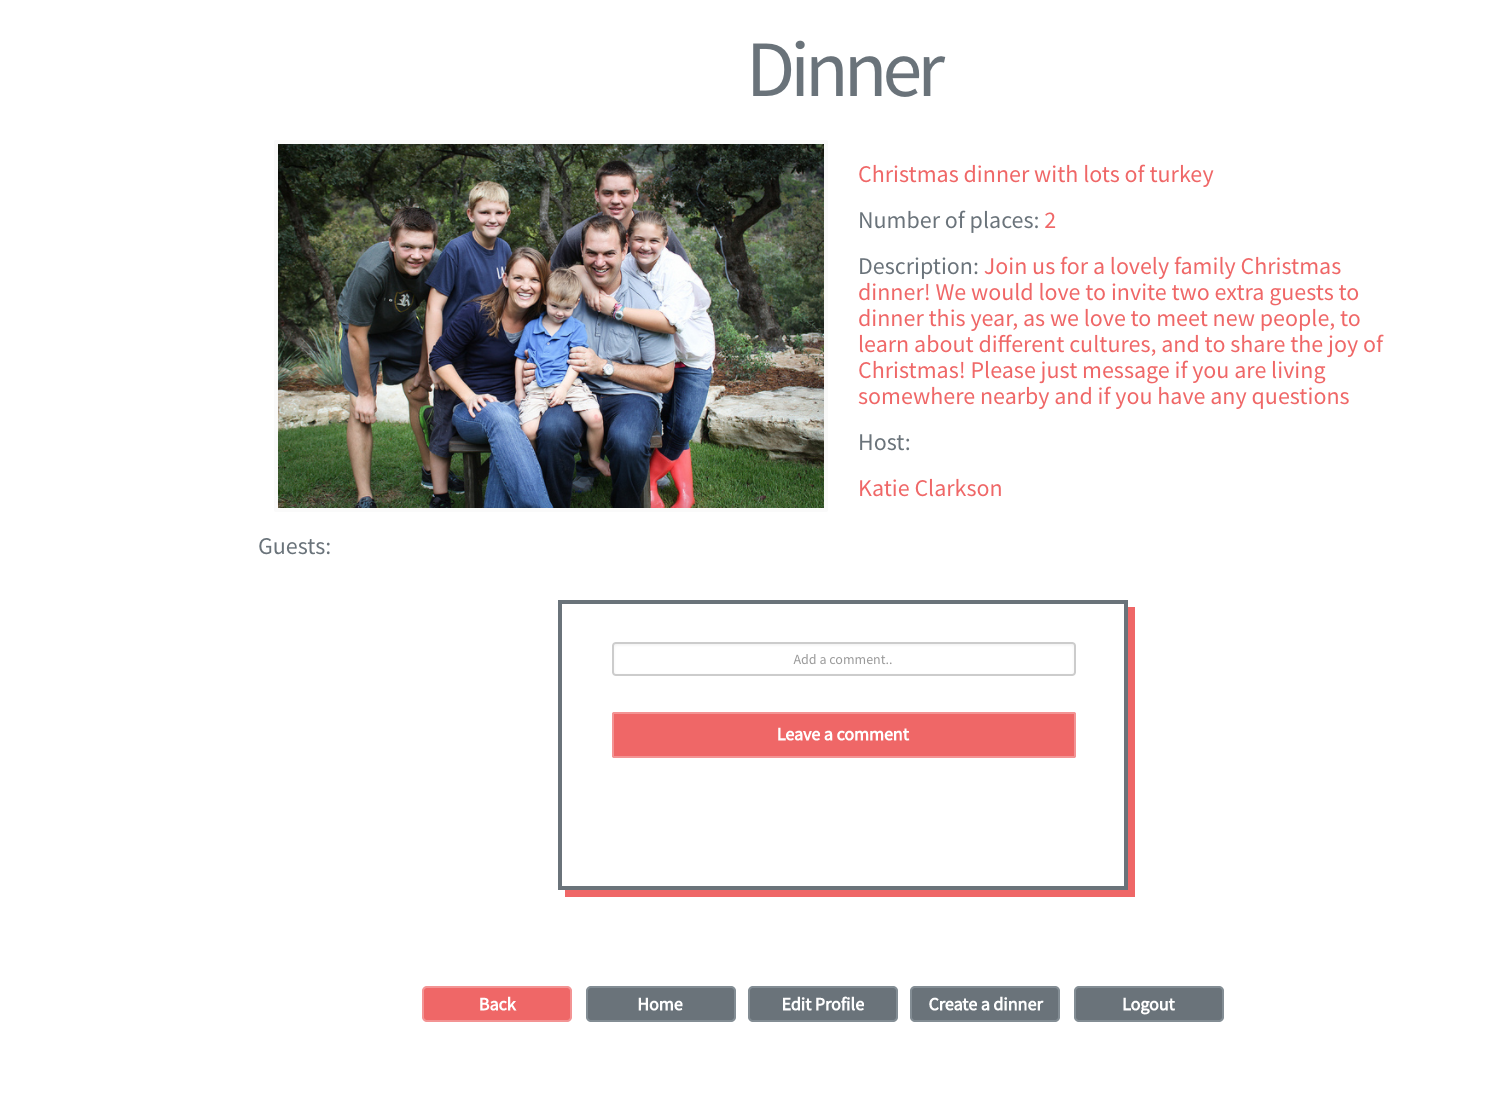 Dinner
Christmas dinner with lots of turkey
Number of places: 2
Description: Join us for a lovely family Christmas
dinner! We would love to invite two extra guests to
dinner this year, as we love to meet new people, to
learn about different cultures, and to share the joy of
Christmas! Please just message if you are living
somewhere nearby and if you have any questions
Host:
Katie Clarkson
Guests:
Add a comment..
Leave a comment
Back
Home
Edit Profile
Create a dinner
Logout